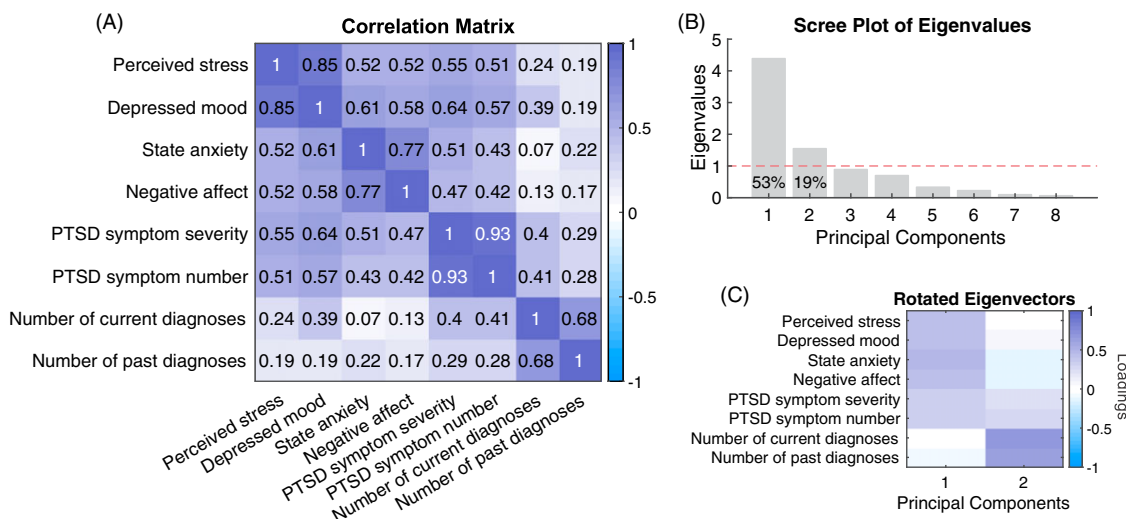 (A)
Correlation Matrix
Perceived stress 1 0.85 0.52 0.52 0.55 0.51 0.24 0.19
Depressed mood 0.85 1 0.61 0.58 0.64 0.57 0.39 0.19
State anxiety 0.52 0.61 1 0.77 0.51 0.43 0.07 0.22
Negative affect 0.52 0.58 0.77 1 0.47 0.42 0.13 0.17
PTSD symptom severity 0.55 0.64 0.51 0.47 1 0.93 0.4 0.29
PTSD symptom number 0.51 0.57 0.43 0.42 0.93 1 0.41 0.28
Number of current diagnoses 0.24 0.39 0.07 0.13 0.4 0.41 1 0.68
Number of past diagnoses 0.19 0.19 0.22 0.17 0.29 0.28 0.68 1
Perceived stress
Depressed mood
State anxiety
Negative affect
PTSD symptom severity
PTSD symptom number
Number of current diagnoses
Number of past diagnoses
1
0.5
0
-0.5
-1
(B)
Scree Plot of Eigenvalues
Eigenvalues
5
4
3
2
1
0
53% 19%
1 2 3 4 5 6 7 8
Principal Components
(C)
Rotated Eigenvectors
Perceived stress
Depressed mood
State anxiety
Negative affect
PTSD symptom severity
PTSD symptom number
Number of current diagnoses
Number of past diagnoses
1 2
Principal Components
1
0.5
0
-0.5
-1
Loadings